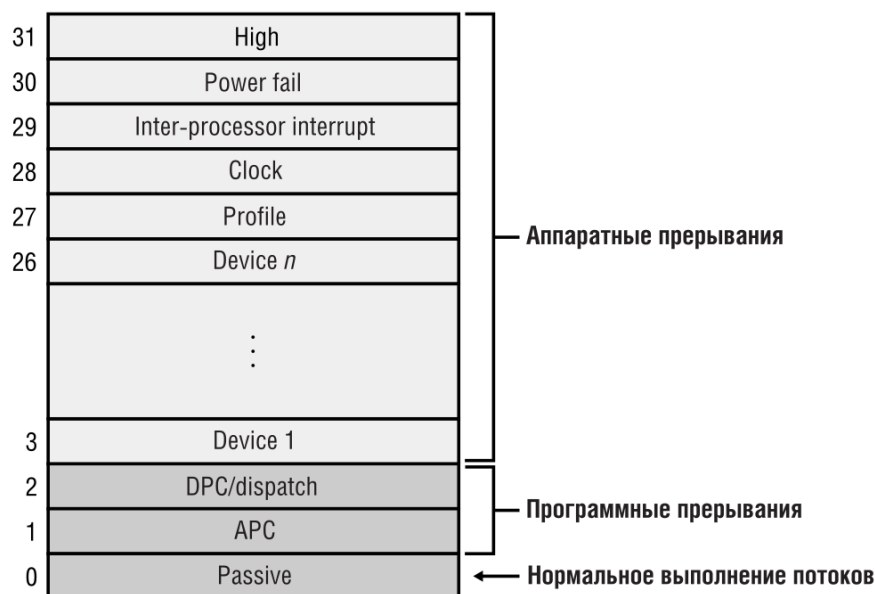 31 High
30 Power fail
29 Inter-processor interrupt
28 Clock
27 Profile
Аппаратные прерывания
26 Device n
⋮
3 Device 1
2 DPC/dispatch
Программные прерывания
1 APC
0 Passive Нормальное выполнение потоков